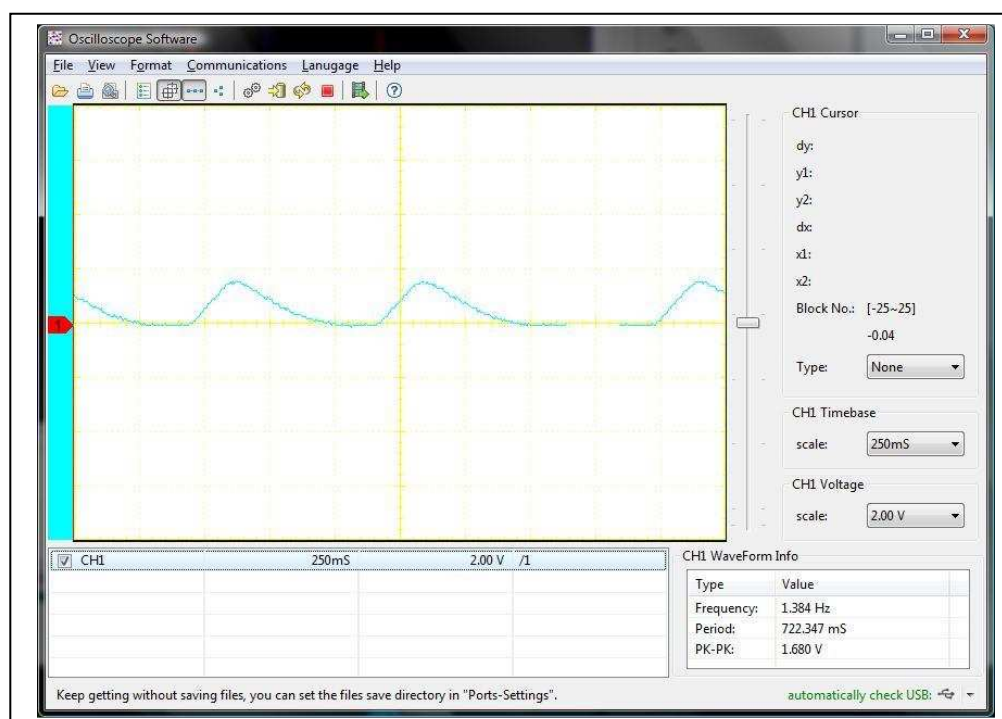 Oscilloscope Software
File View Format Communications Lanugage Help
CH1 Cursor
dy:
y1:
y2:
dx:
x1:
x2:
Block No.: [-25~25]
-0.04
Type: None
1
CH1 Timebase
scale: 250mS
CH1 Voltage
scale: 2.00 V
CH1 250mS 2.00 V /1
CH1 WaveForm Info
Type Value
Frequency: 1.384 Hz
Period: 722.347 mS
PK-PK: 1.680 V
Keep getting without saving files, you can set the files save directory in "Ports-Settings".
automatically check USB: